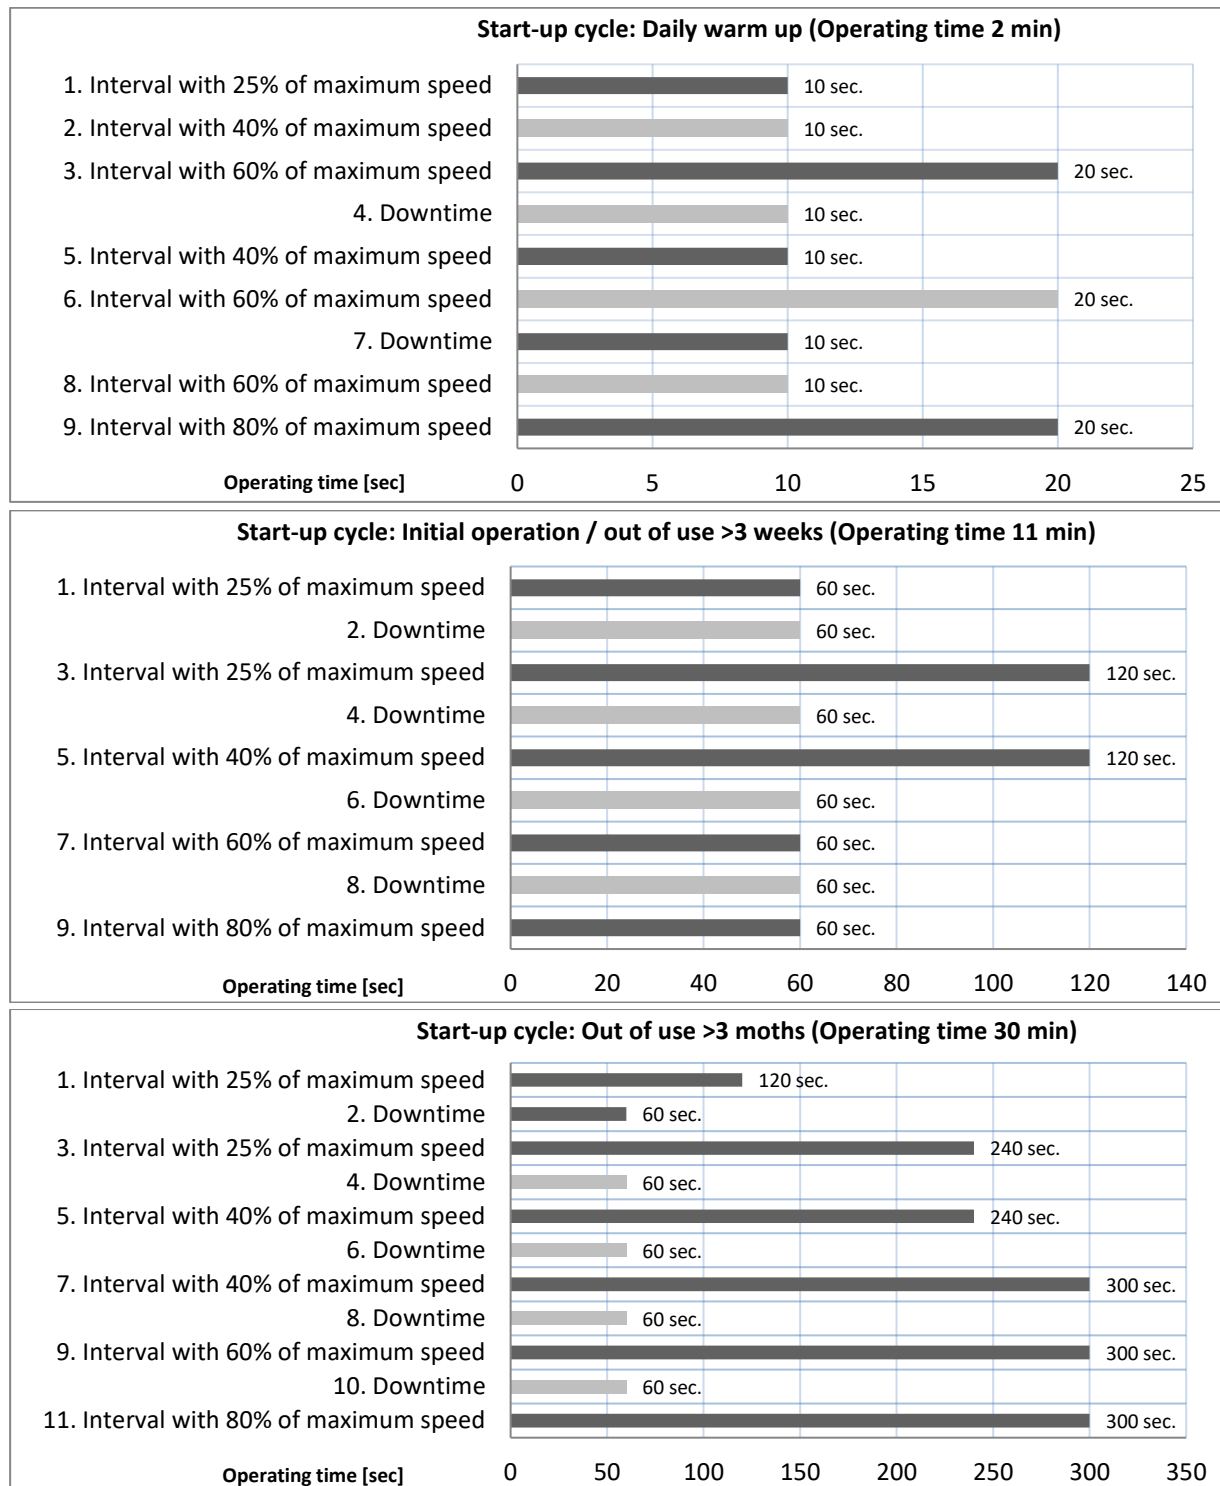 Start-up cycle: Daily warm up (Operating time 2 min)
1. Interval with 25% of maximum speed 10 sec.
2. Interval with 40% of maximum speed 10 sec.
3. Interval with 60% of maximum speed 20 sec.
4. Downtime 10 sec.
5. Interval with 40% of maximum speed 10 sec.
6. Interval with 60% of maximum speed 20 sec.
7. Downtime 10 sec.
8. Interval with 60% of maximum speed 10 sec.
9. Interval with 80% of maximum speed 20 sec.
Operating time [sec] 0 5 10 15 20 25
Start-up cycle: Initial operation / out of use >3 weeks (Operating time 11 min)
1. Interval with 25% of maximum speed 60 sec.
2. Downtime 60 sec.
3. Interval with 25% of maximum speed 120 sec.
4. Downtime 60 sec.
5. Interval with 40% of maximum speed 120 sec.
6. Downtime 60 sec.
7. Interval with 60% of maximum speed 60 sec.
8. Downtime 60 sec.
9. Interval with 80% of maximum speed 60 sec.
Operating time [sec] 0 20 40 60 80 100 120 140
Start-up cycle: Out of use >3 moths (Operating time 30 min)
1. Interval with 25% of maximum speed 120 sec.
2. Downtime 60 sec.
3. Interval with 25% of maximum speed 240 sec.
4. Downtime 60 sec.
5. Interval with 40% of maximum speed 240 sec.
6. Downtime 60 sec.
7. Interval with 40% of maximum speed 300 sec.
8. Downtime 60 sec.
9. Interval with 60% of maximum speed 300 sec.
10. Downtime 60 sec.
11. Interval with 80% of maximum speed 300 sec.
Operating time [sec] 0 50 100 150 200 250 300 350